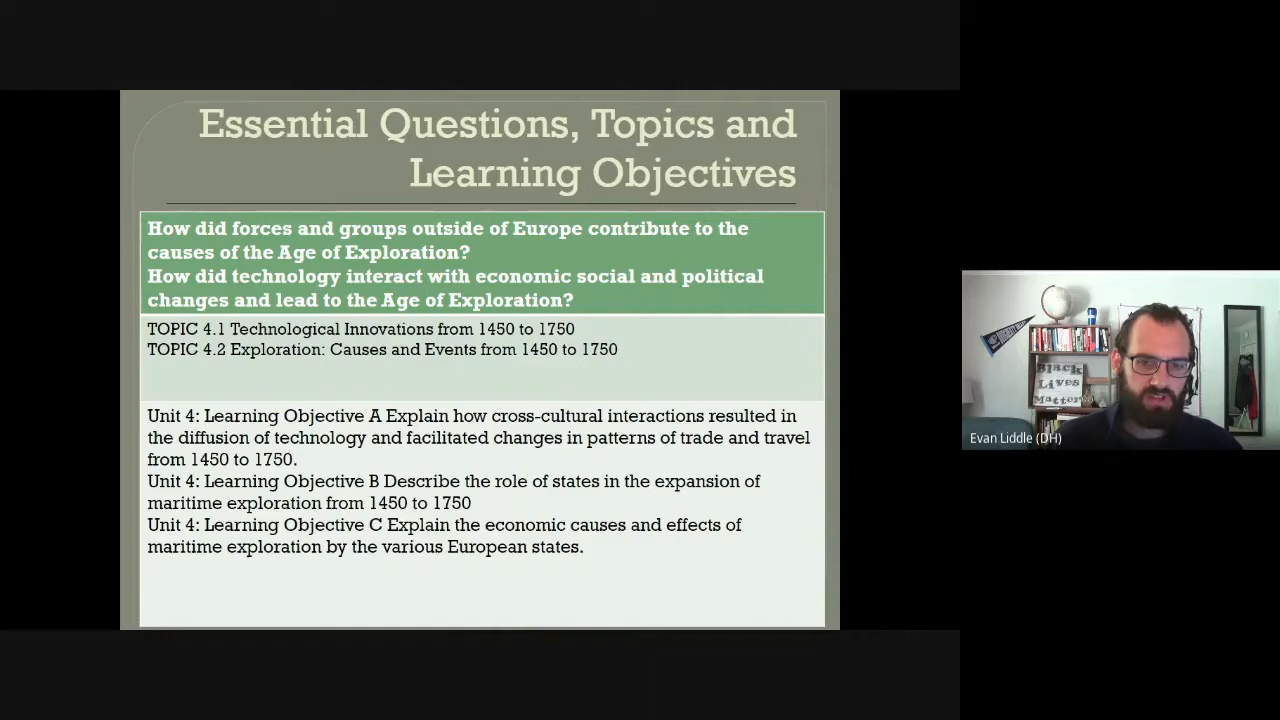 Essential Questions, Topics and
Learning Objectives
How did forces and groups outside of Europe contribute to the
causes of the Age of Exploration?
How did technology interact with economic social and political
changes and lead to the Age of Exploration?
TOPIC 4.1 Technological Innovations from 1450 to 1750
TOPIC 4.2 Exploration: Causes and Events from 1450 to 1750
Unit 4: Learning Objective A Explain how cross-cultural interactions resulted in
the diffusion of technology and facilitated changes in patterns of trade and travel
from 1450 to 1750.
Unit 4: Learning Objective B Describe the role of states in the expansion of
maritime exploration from 1450 to 1750
Unit 4: Learning Objective C Explain the economic causes and effects of
maritime exploration by the various European states.
Black
Lives
Matter
Evan Liddle (DH)